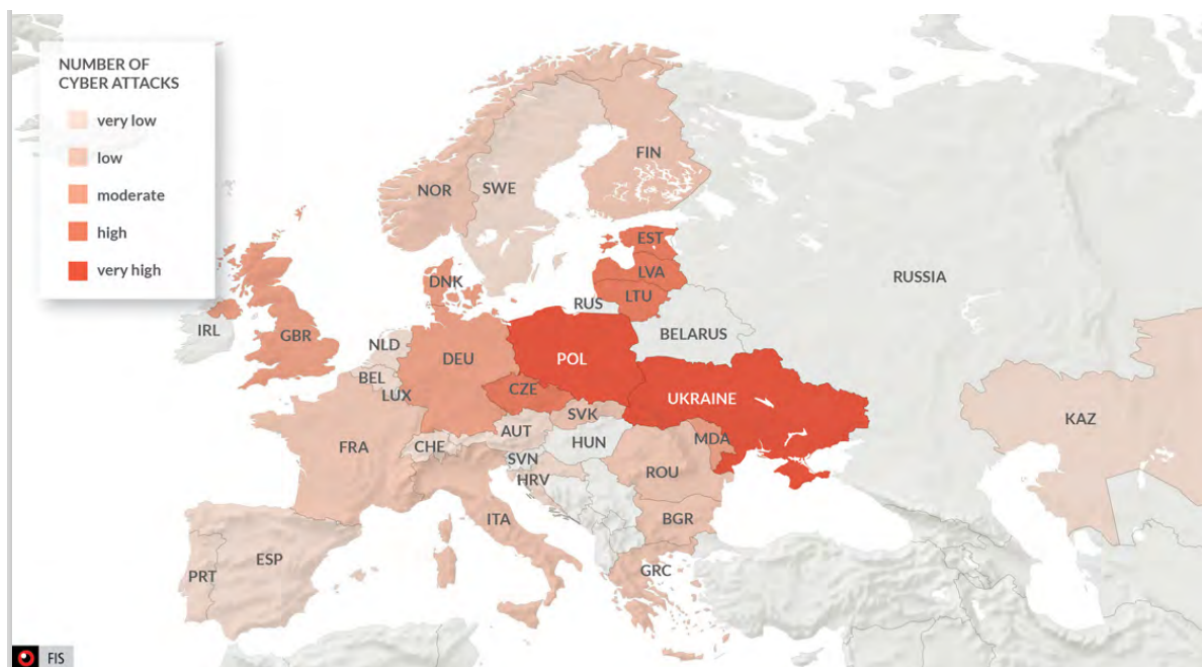 NUMBER OF
CYBER ATTACKS
very low
low
moderate
high
very high
FIN
NOR
SWE
EST
LVA
DNK
LTU
RUS
RUSSIA
IRL
GBR
BELARUS
NLD
DEU
POL
BEL
LUX
CZE
UKRAINE
SVK
KAZ
AUT
MDA
FRA
CHE
HUN
SVN
ROU
HRV
ITA
BGR
ESP
GRC
PRT
FIS